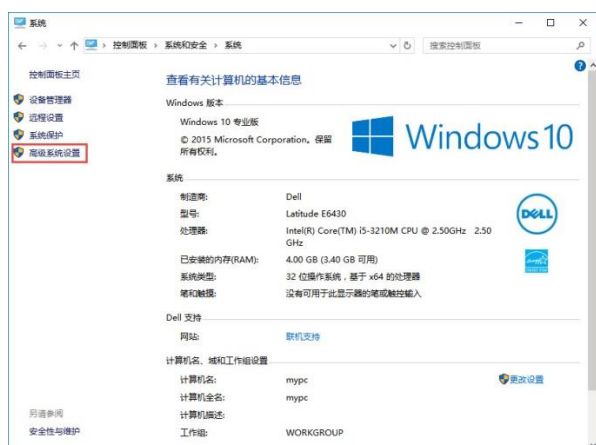 系统
控制面板 › 系统和安全 › 系统
搜索控制面板
控制面板主页
设备管理器
远程设置
系统保护
高级系统设置
另请参阅
安全性与维护
查看有关计算机的基本信息
Windows 版本
Windows 10 专业版
© 2015 Microsoft Corporation。保留
所有权利。
Windows 10
系统
制造商: Dell
型号: Latitude E6430
处理器: Intel(R) Core(TM) i5-3210M CPU @ 2.50GHz 2.50
GHz
已安装的内存(RAM): 4.00 GB (3.40 GB 可用)
系统类型: 32 位操作系统，基于 x64 的处理器
笔和触摸: 没有可用于此显示器的笔或触控输入
DELL
Dell 支持
网站: 联机支持
计算机名、域和工作组设置
计算机名: mypc
更改设置
计算机全名: mypc
计算机描述:
工作组: WORKGROUP